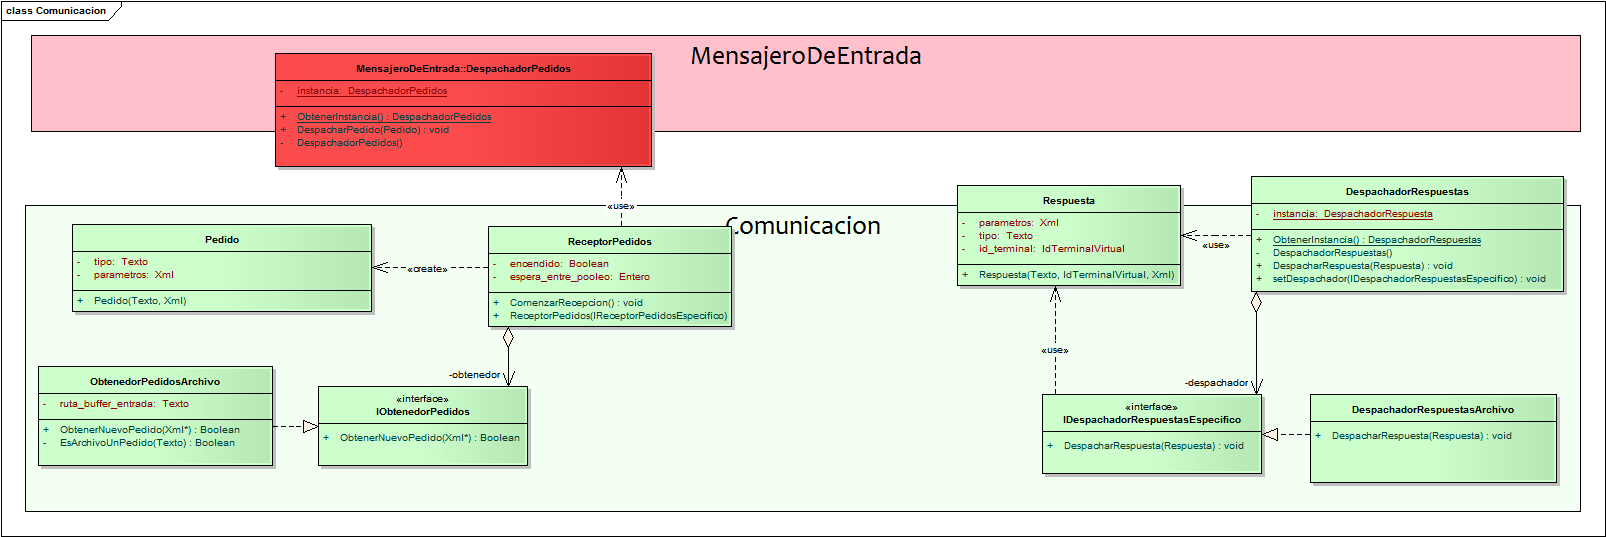 class Comunicacion
MensajeroDeEntrada
MensajeroDeEntrada::DespachadorPedidos
- instancia: DespachadorPedidos
+ ObtenerInstancia() : DespachadorPedidos
+ DespacharPedido(Pedido) : void
- DespachadorPedidos()
«use»
Comunicacion
Pedido
- tipo: Texto
- parametros: Xml
+ Pedido(Texto, Xml)
«create»
ReceptorPedidos
- encendido: Boolean
- espera_entre_pooleo: Entero
+ ComenzarRecepcion() : void
+ ReceptorPedidos(IReceptorPedidosEspecifico)
-obtenedor
ObtenedorPedidosArchivo
- ruta_buffer_entrada: Texto
+ ObtenerNuevoPedido(Xml*) : Boolean
- EsArchivoUnPedido(Texto) : Boolean
«interface»
IObtenedorPedidos
+ ObtenerNuevoPedido(Xml*) : Boolean
Respuesta
- parametros: Xml
- tipo: Texto
- id_terminal: IdTerminalVirtual
+ Respuesta(Texto, IdTerminalVirtual, Xml)
«use»
DespachadorRespuestas
- instancia: DespachadorRespuesta
+ ObtenerInstancia() : DespachadorRespuestas
- DespachadorRespuestas()
+ DespacharRespuesta(Respuesta) : void
+ setDespachador(IDespachadorRespuestasEspecifico) : void
«use»
-despachador
«interface»
IDespachadorRespuestasEspecifico
+ DespacharRespuesta(Respuesta) : void
DespachadorRespuestasArchivo
+ DespacharRespuesta(Respuesta) : void